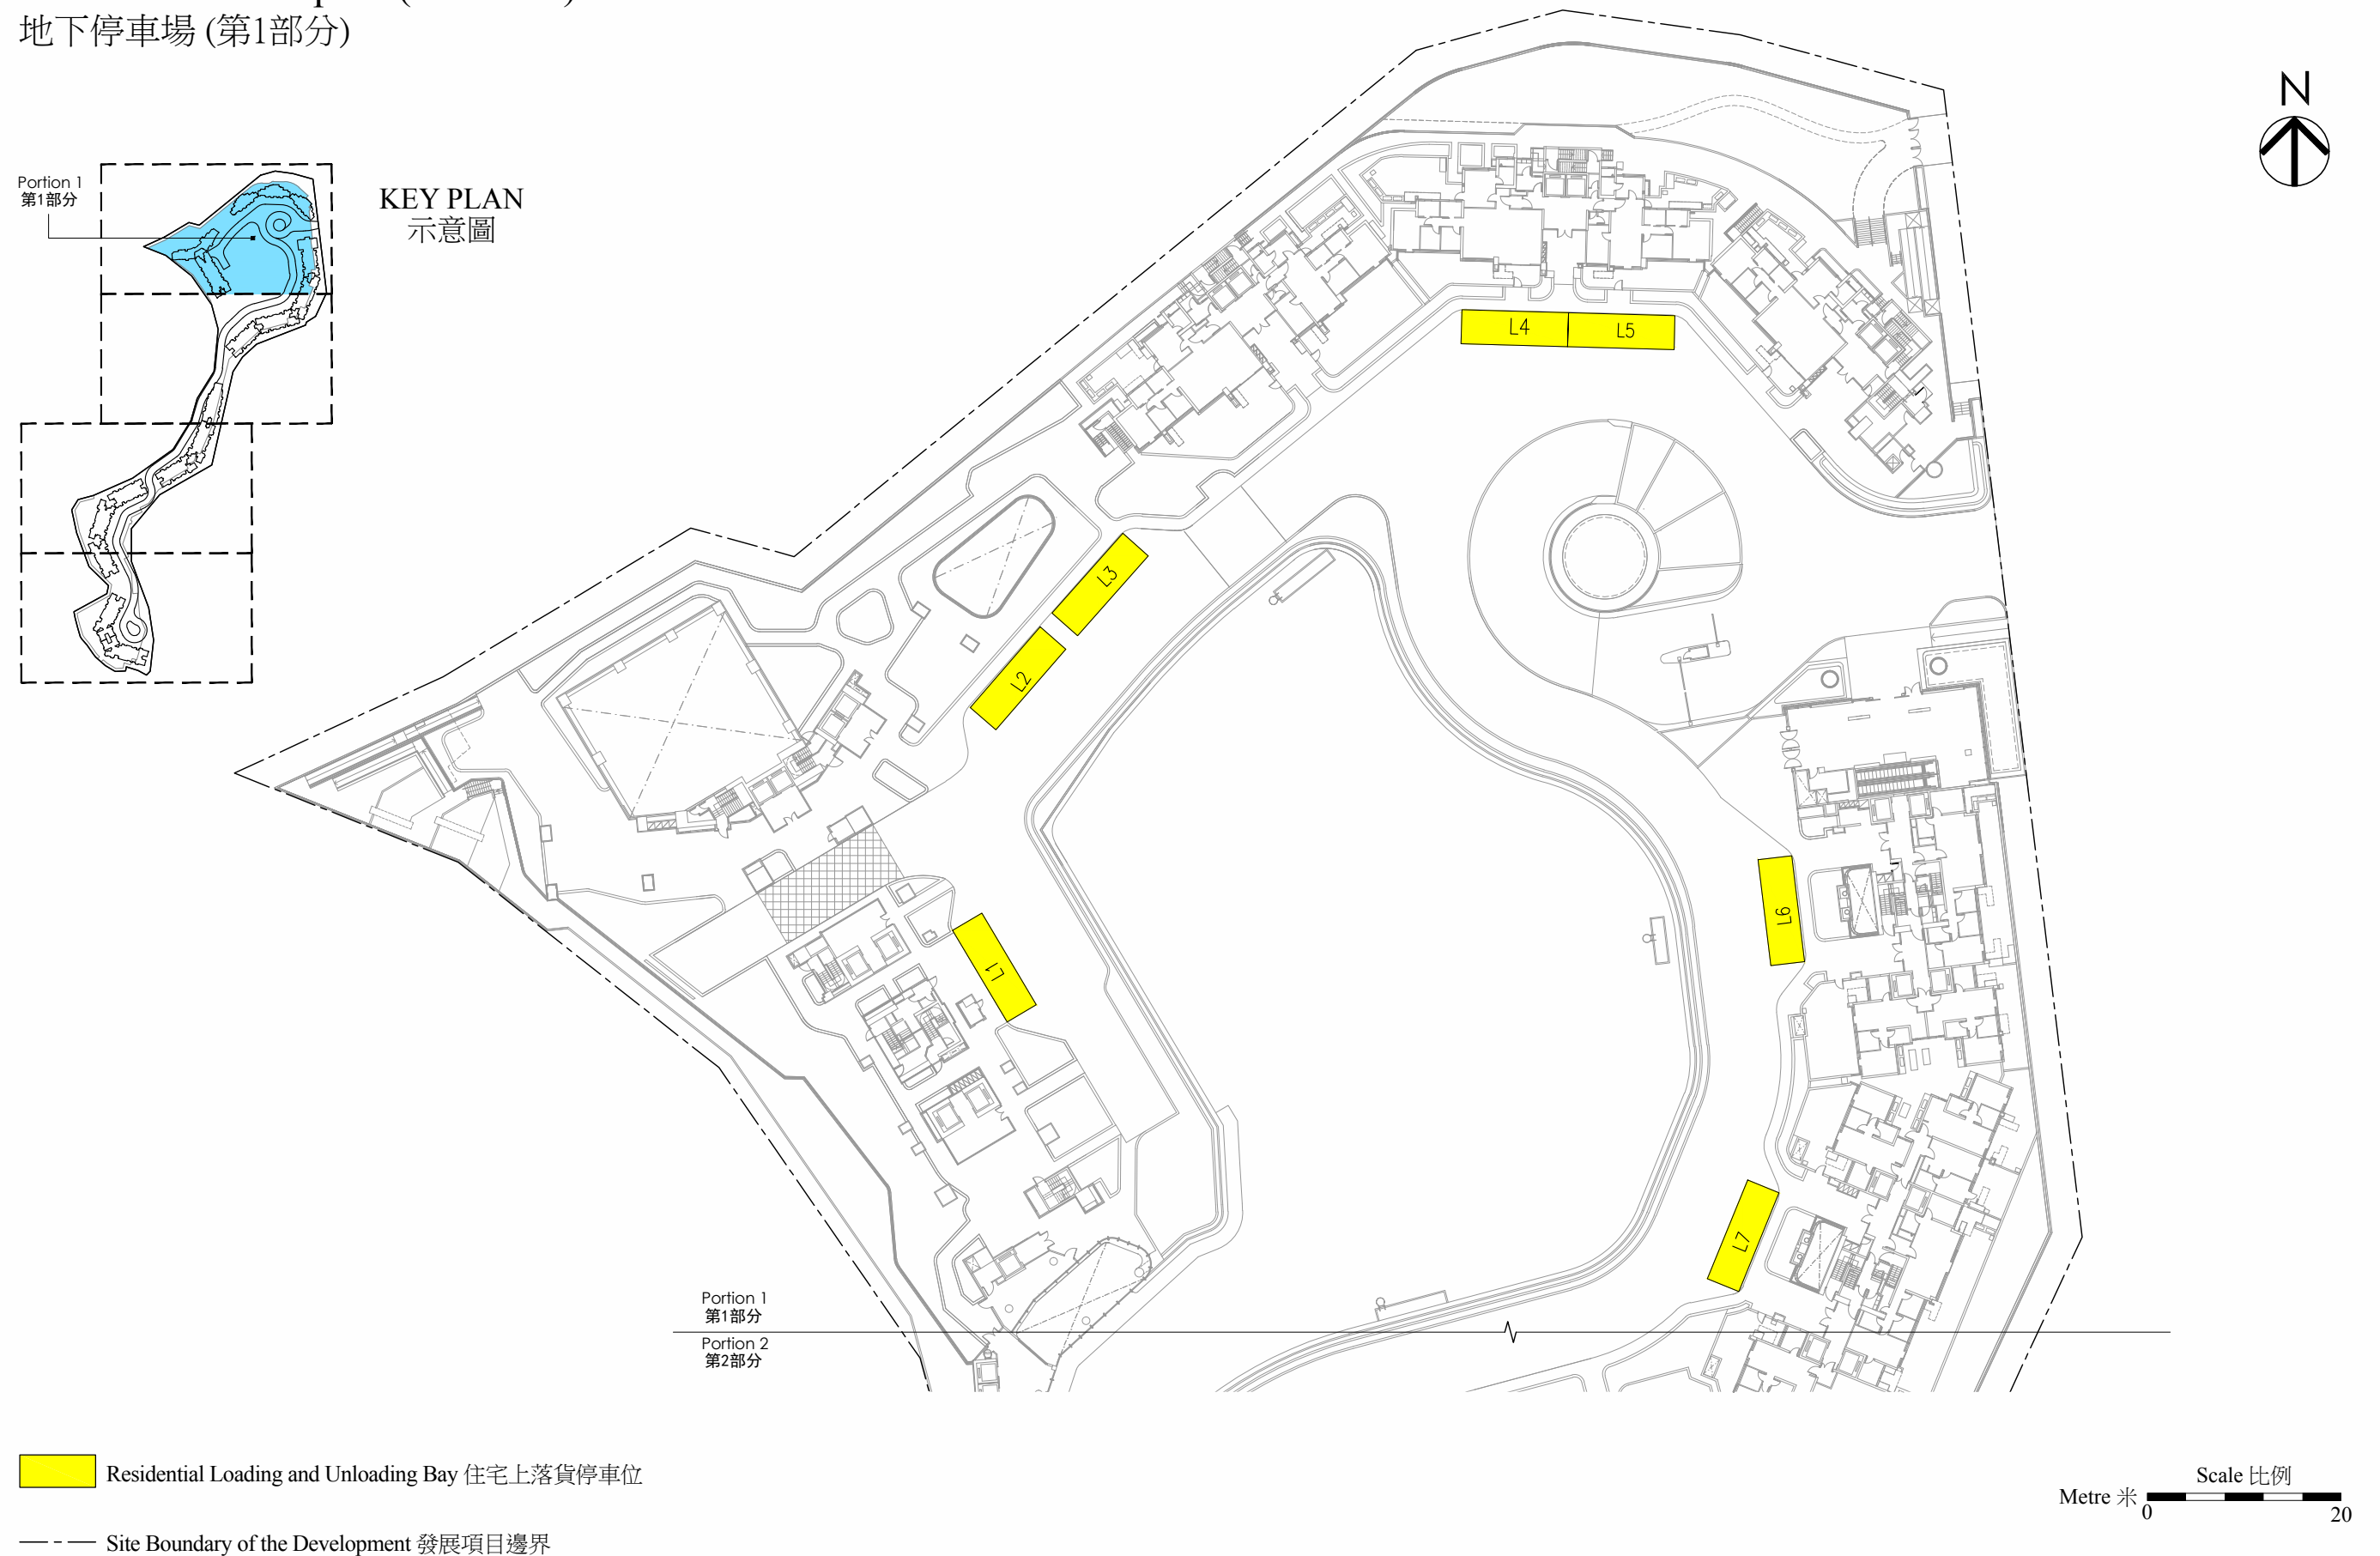 地下停車場 (第1部分)
N
Portion 1
第1部分
KEY PLAN
示意圖
L4
L5
L3
L2
L6
L1
L7
Portion 1
第1部分
Portion 2
第2部分
Residential Loading and Unloading Bay 住宅上落貨停車位
Site Boundary of the Development 發展項目邊界
Scale 比例
Metre 米
0
20